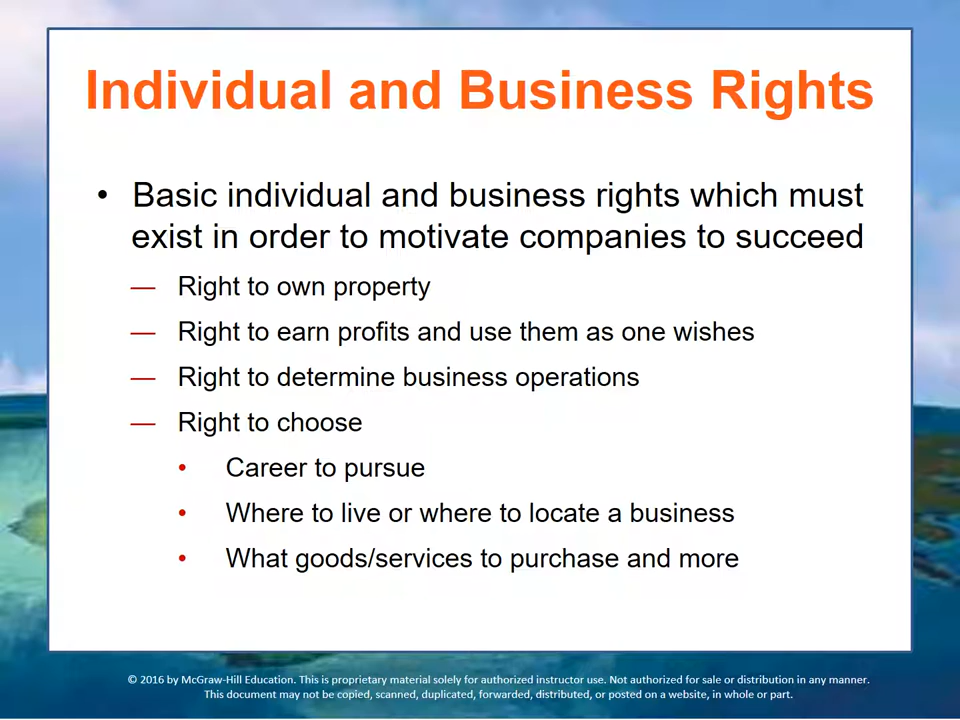 Individual and Business Rights
• Basic individual and business rights which must
exist in order to motivate companies to succeed
— Right to own property
— Right to earn profits and use them as one wishes
— Right to determine business operations
— Right to choose
• Career to pursue
• Where to live or where to locate a business
• What goods/services to purchase and more
© 2016 by McGraw-Hill Education. This is proprietary material solely for authorized instructor use. Not authorized for sale or distribution in any manner.
This document may not be copied, scanned, duplicated, forwarded, distributed, or posted on a website, in whole or part.